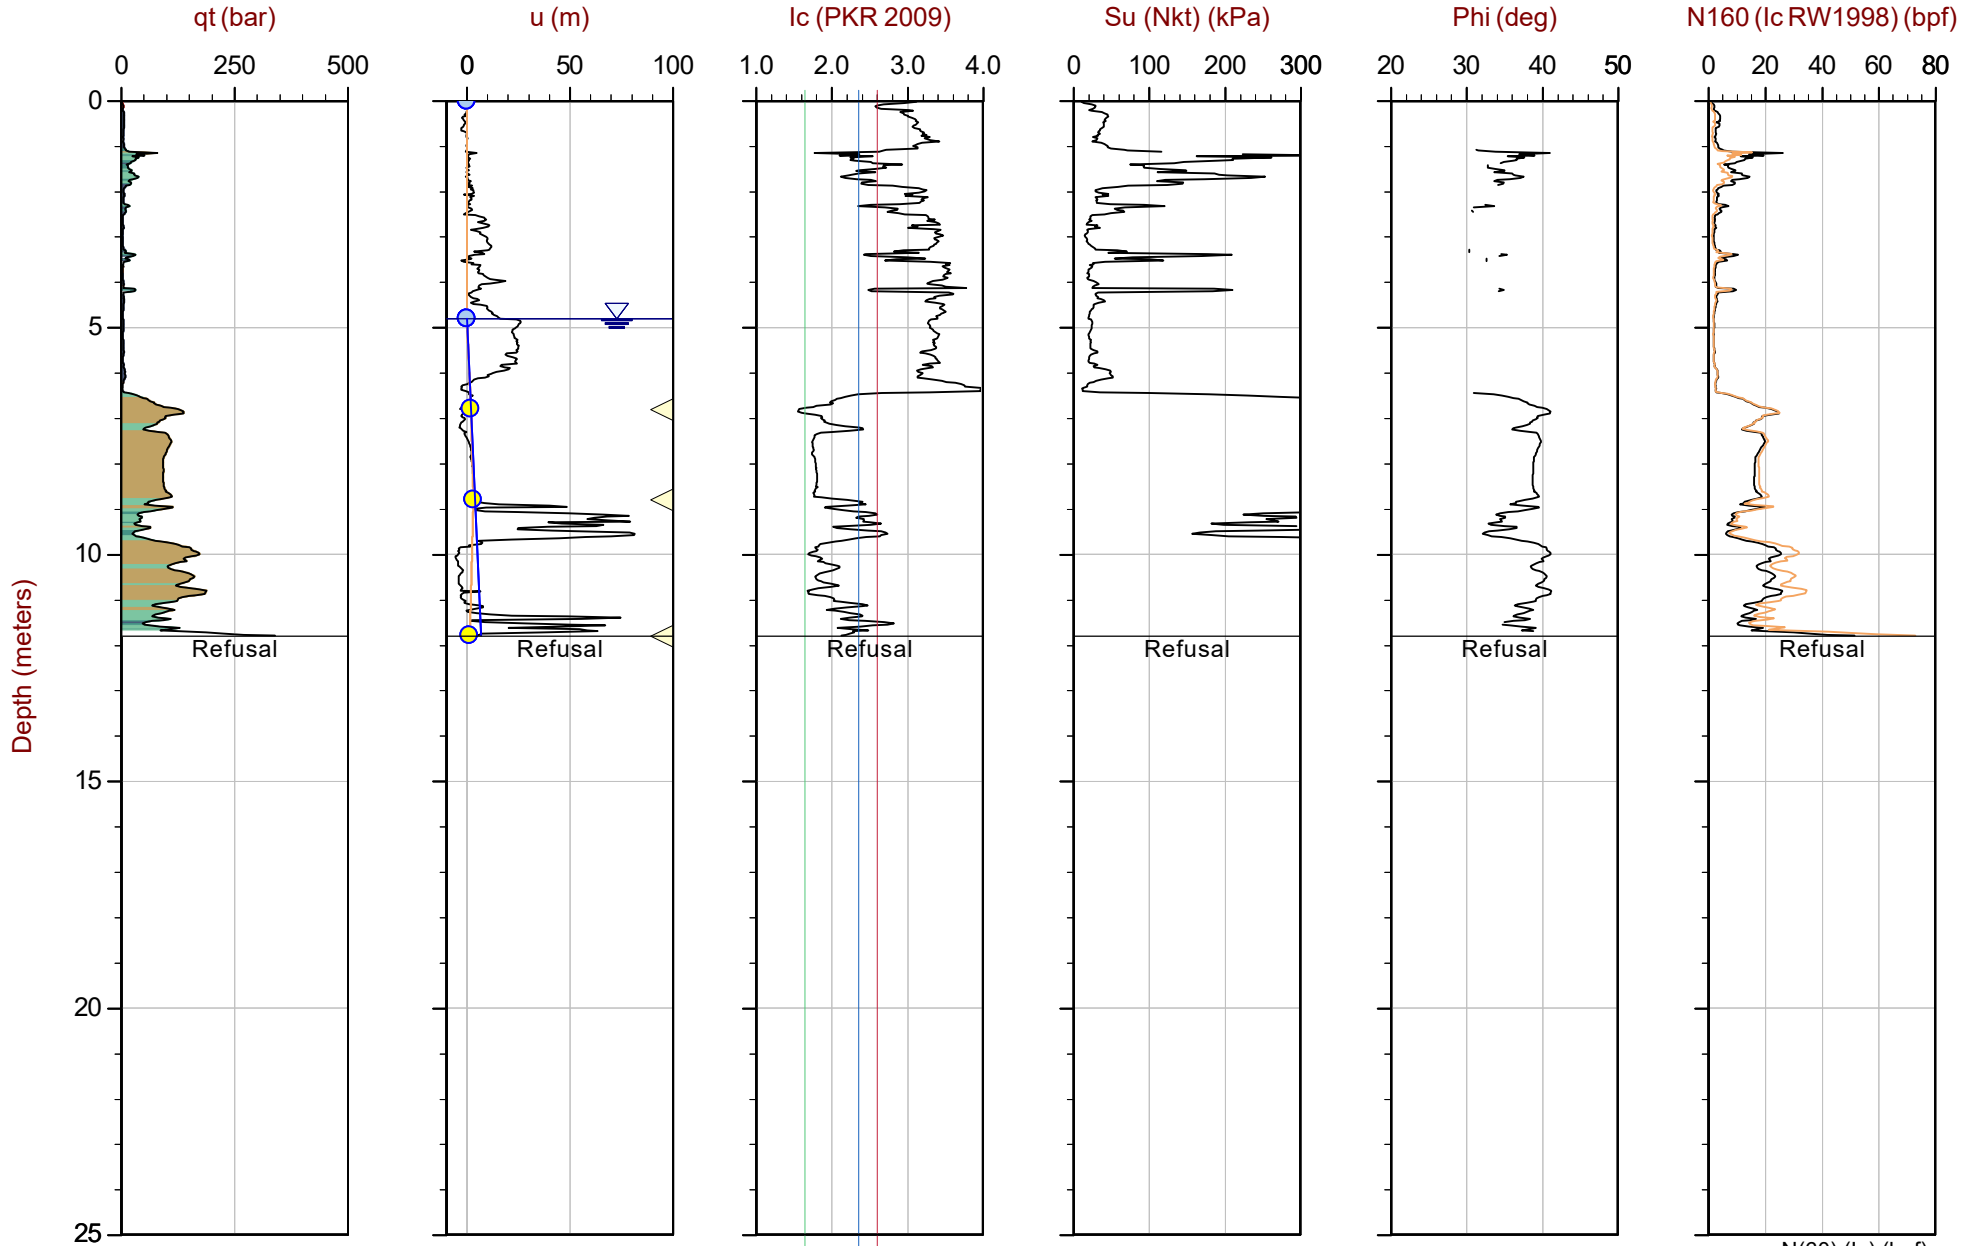 qt (bar) u (m) Ic (PKR 2009) Su (Nkt) (kPa) Phi (deg) N160 (Ic RW1998) (bpf)
0 250 500 0 50 100 1.0 2.0 3.0 4.0 0 100 200 300 20 30 40 50 0 20 40 60 80
0
5
10
Refusal Refusal Refusal Refusal Refusal Refusal
Depth (meters)
15
20
25